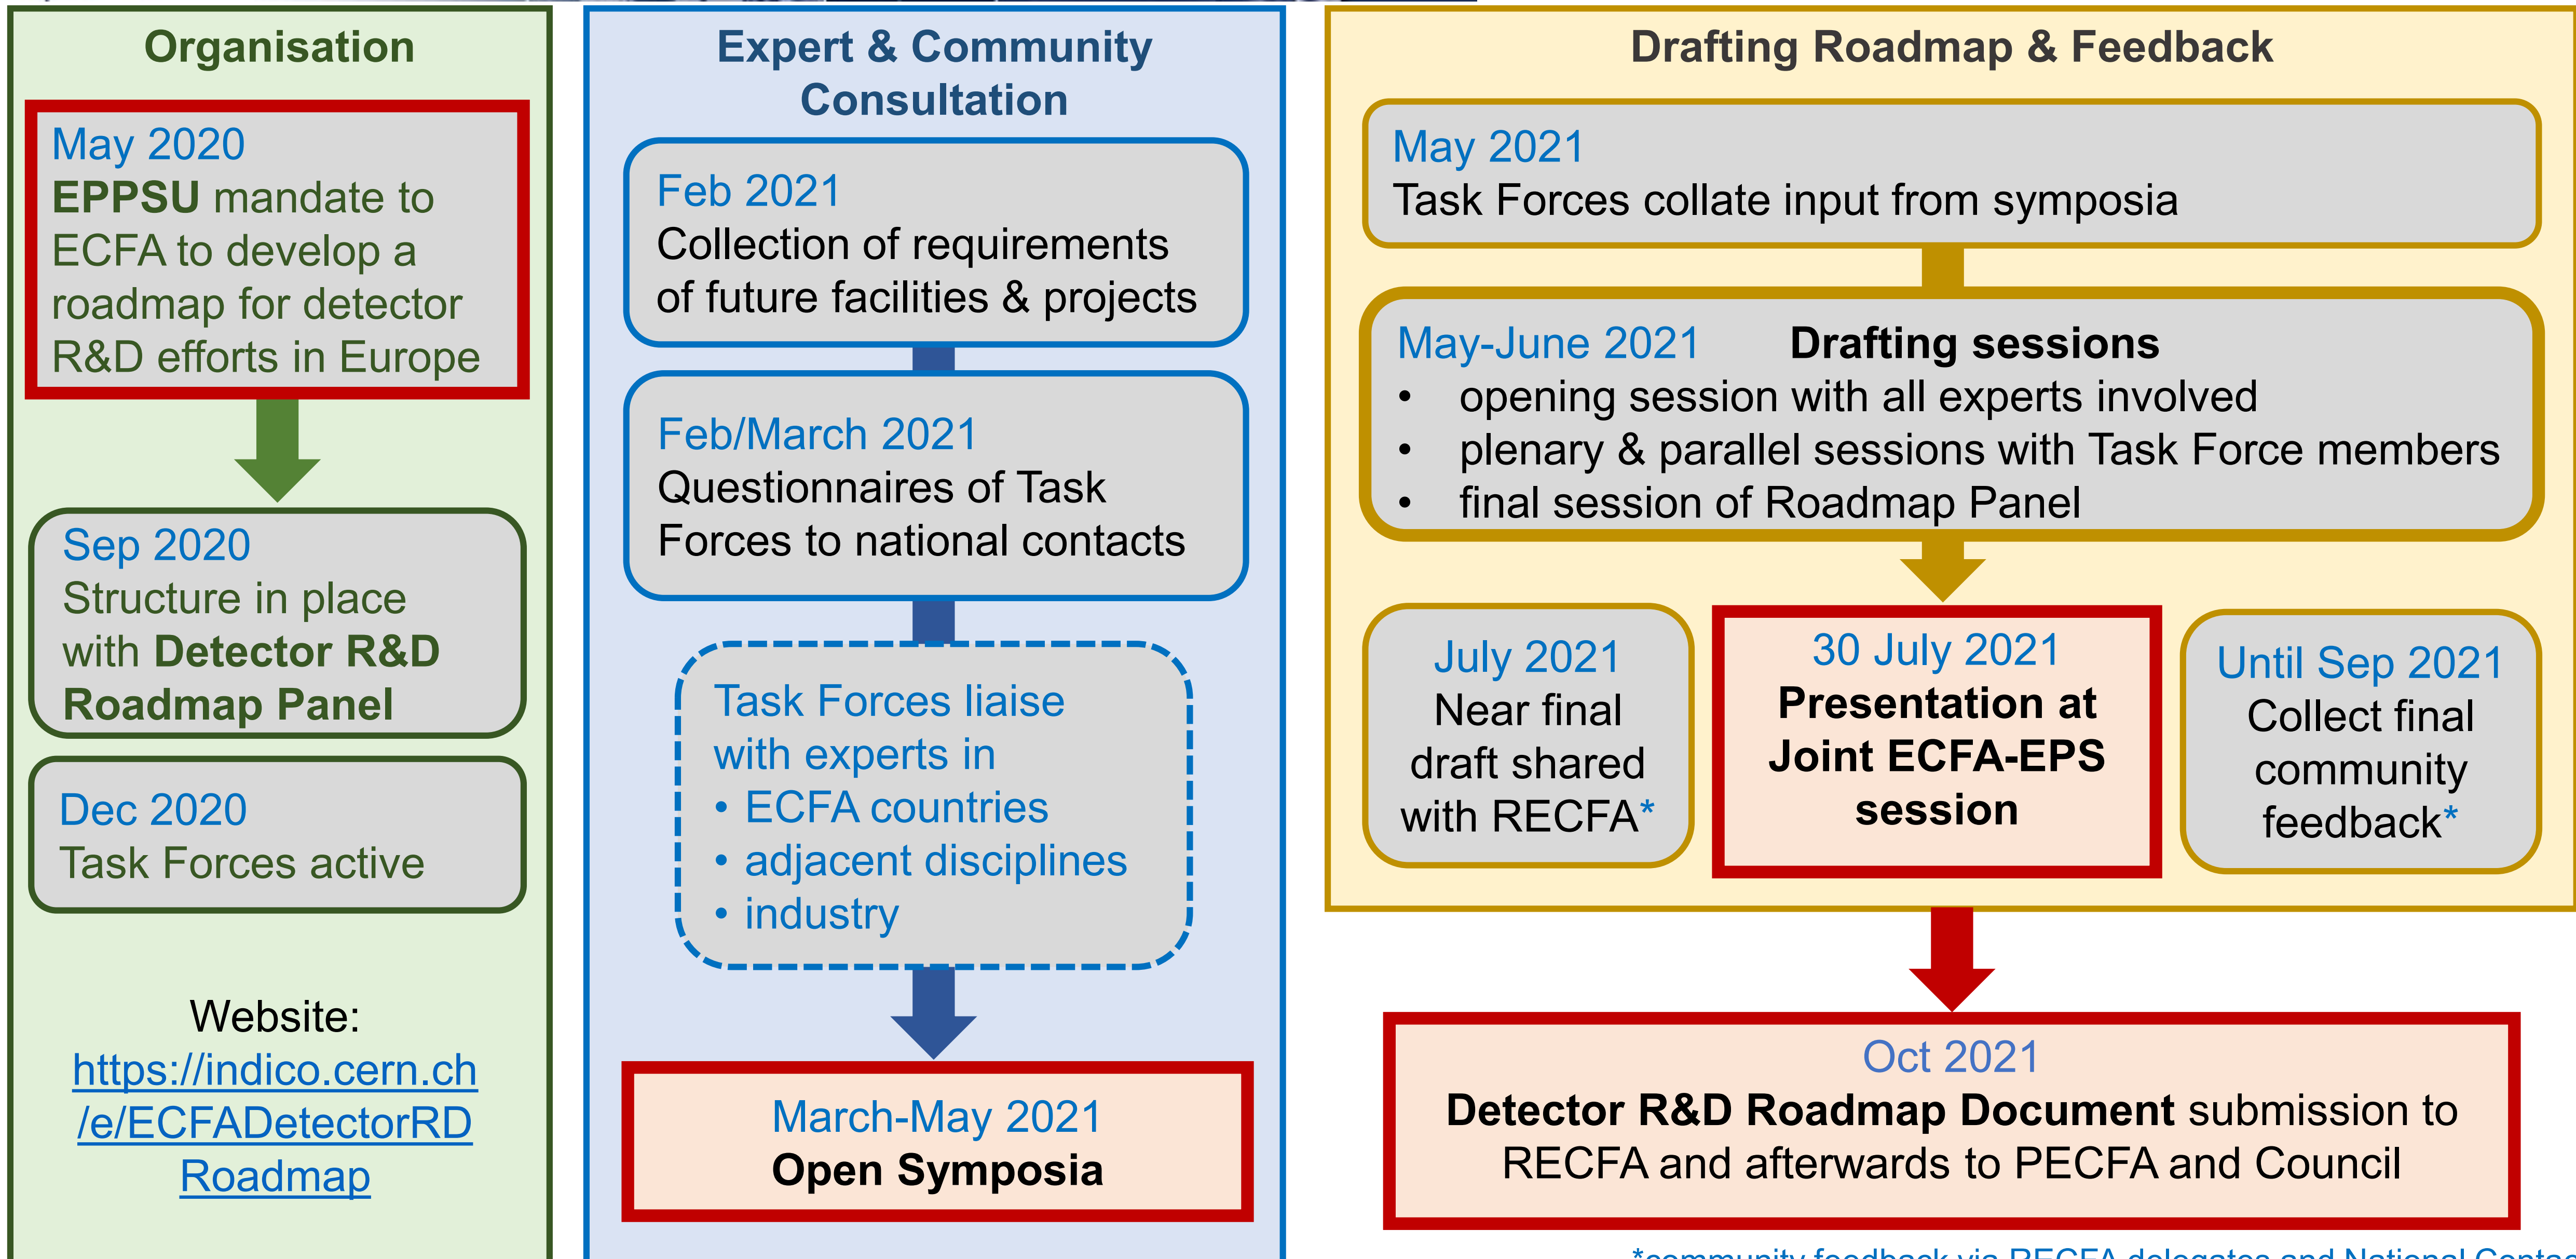 Organisation
May 2020
EPPSU mandate to
ECFA to develop a
roadmap for detector
R&D efforts in Europe
Sep 2020
Structure in place
with Detector R&D
Roadmap Panel
Dec 2020
Task Forces active
Website:
https://indico.cern.ch
/e/ECFADetectorRD
Roadmap
Expert & Community
Consultation
Feb 2021
Collection of requirements
of future facilities & projects
Feb/March 2021
Questionnaires of Task
Forces to national contacts
Task Forces liaise
with experts in
• ECFA countries
• adjacent disciplines
• industry
March-May 2021
Open Symposia
Drafting Roadmap & Feedback
May 2021
Task Forces collate input from symposia
May-June 2021 Drafting sessions
• opening session with all experts involved
• plenary & parallel sessions with Task Force members
• final session of Roadmap Panel
July 2021
Near final
draft shared
with RECFA*
30 July 2021
Presentation at
Joint ECFA-EPS
session
Until Sep 2021
Collect final
community
feedback*
Oct 2021
Detector R&D Roadmap Document submission to
RECFA and afterwards to PECFA and Council
*community feedback via RECFA delegates and National